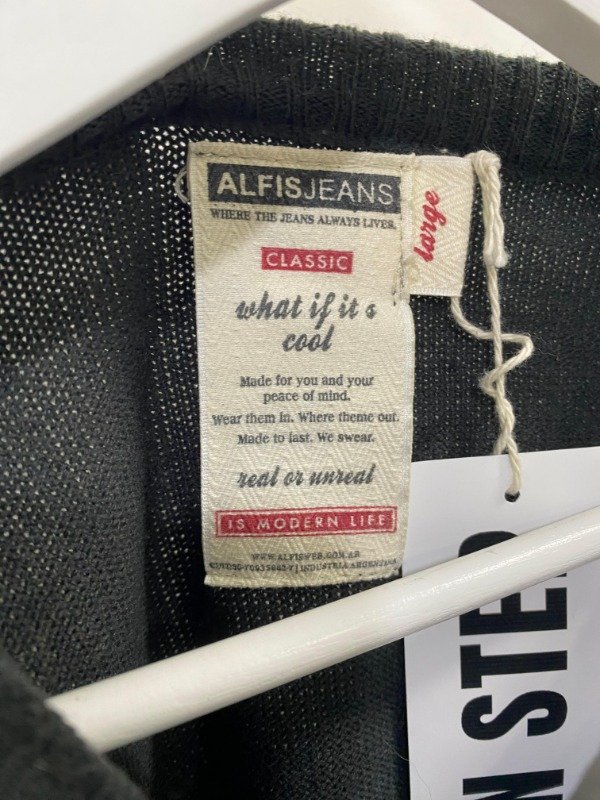 ALFISJEANS
WHERE THE JEANS ALWAYS LIVES.
CLASSIC
what if it s
cool
Made for you and your
peace of mind.
Wear them in. Where theme out.
Made to last. We swear.
real or unreal
IS MODERN LIFE
WWW.ALFISWEB.COM.AR
INDUSTRIA ARGENTINA
large
N STEP